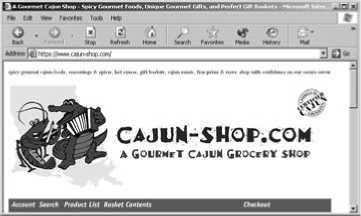 A Gourmet Cajun Shop - Spicy Gourmet Foods, Unique Gourmet Gifts, and Perfect Gift Baskets - Microsoft
File Edit View Favorites Tools Help
Back Forward Stop Refresh Home Search Favorites Media History
Address https://www.cajun-shop.com/ Go
spicy gourmet cajun foods, seasonings & spices, hot sauce, gift baskets, cajun music, fine prints & more. shop with confidence on our secure server
CAJUN
CAJUN-SHOP.COM
A GOURMET CAJUN GROCERY SHOP
Account Search Product List Basket Contents Checkout